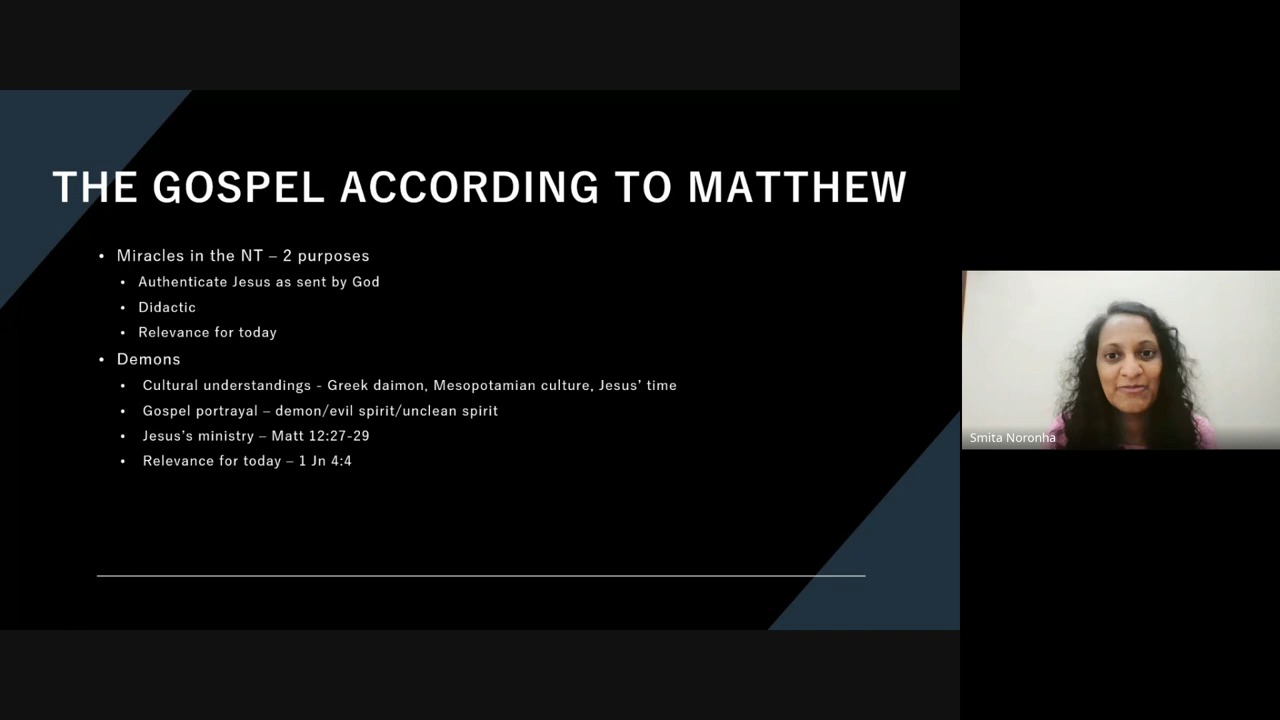 THE GOSPEL ACCORDING TO MATTHEW
• Miracles in the NT – 2 purposes
• Authenticate Jesus as sent by God
• Didactic
• Relevance for today
• Demons
• Cultural understandings - Greek daimon, Mesopotamian culture, Jesus’ time
• Gospel portrayal – demon/evil spirit/unclean spirit
• Jesus’s ministry – Matt 12:27-29
• Relevance for today – 1 Jn 4:4
Smita Noronha